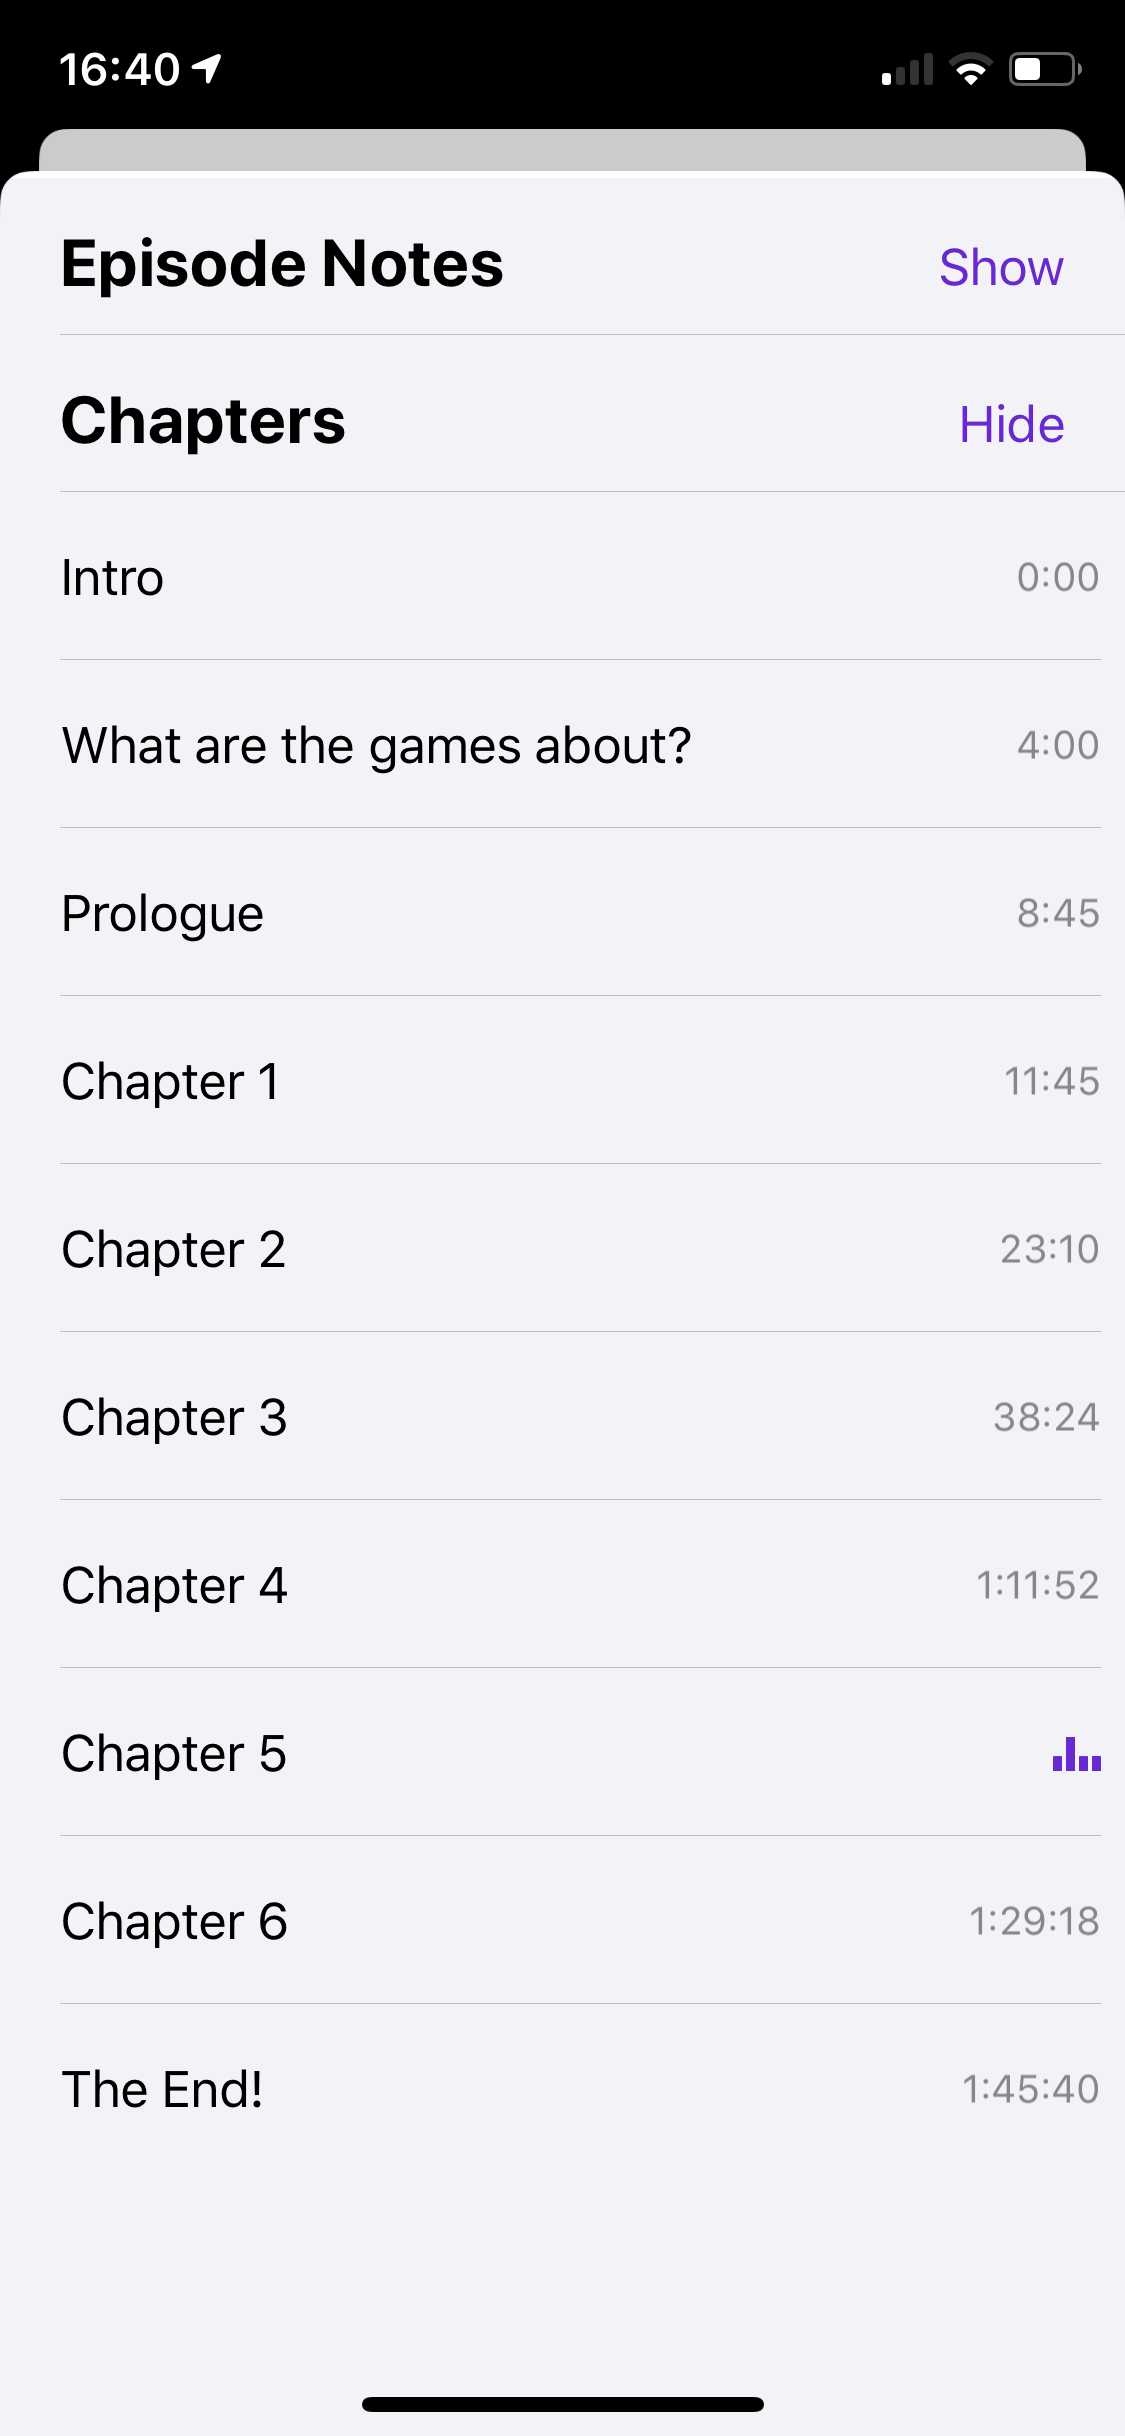 16:40
Episode Notes Show
Chapters Hide
Intro 0:00
What are the games about? 4:00
Prologue 8:45
Chapter 1 11:45
Chapter 2 23:10
Chapter 3 38:24
Chapter 4 1:11:52
Chapter 5
Chapter 6 1:29:18
The End! 1:45:40